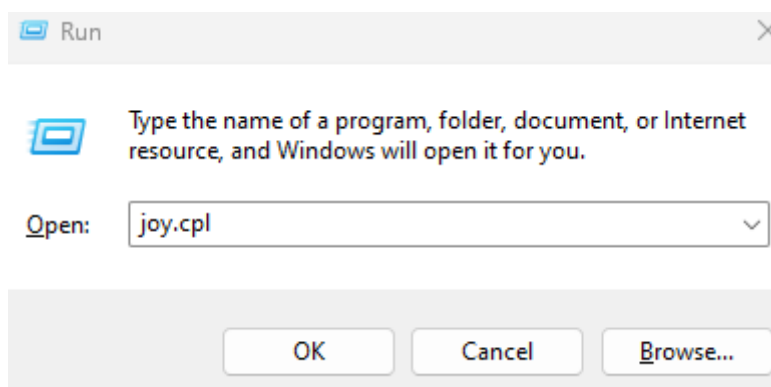 Run
Type the name of a program, folder, document, or Internet
resource, and Windows will open it for you.
Open: joy.cpl
OK Cancel Browse...